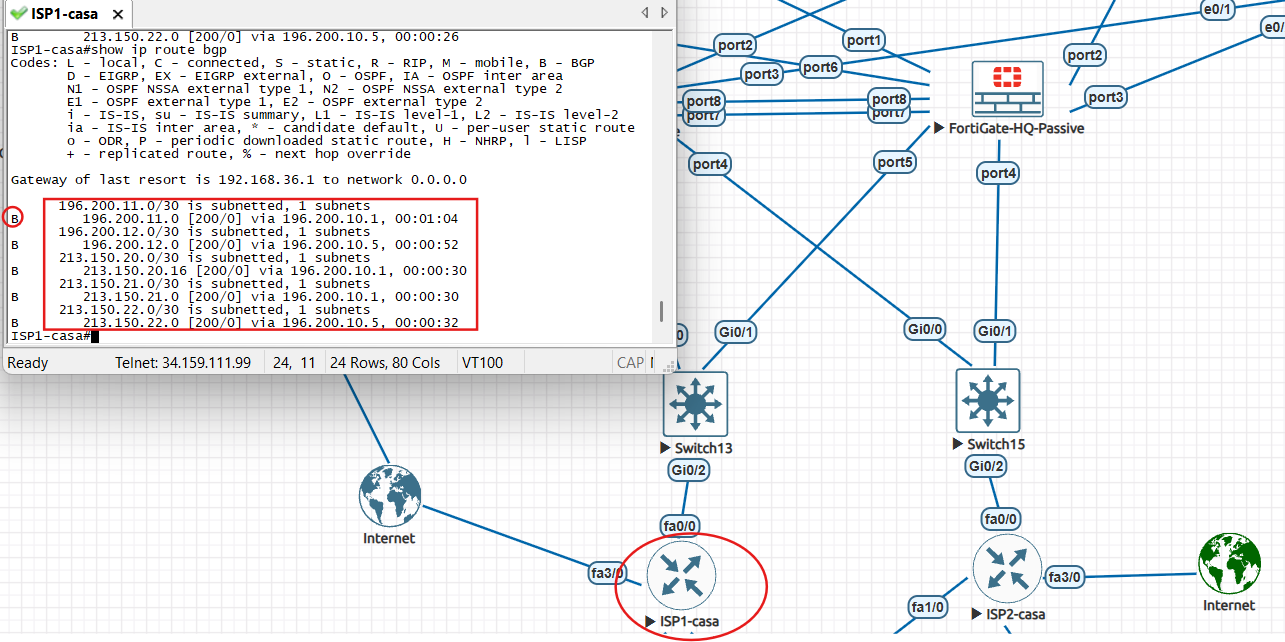 ISP1-casa
B 213.150.22.0 [200/0] via 196.200.10.5, 00:00:26
ISP1-casa#show ip route bgp
Codes: L - local, C - connected, S - static, R - RIP, M - mobile, B - BGP
D - EIGRP, EX - EIGRP external, O - OSPF, IA - OSPF inter area
N1 - OSPF NSSA external type 1, N2 - OSPF NSSA external type 2
E1 - OSPF external type 1, E2 - OSPF external type 2
i - IS-IS, su - IS-IS summary, L1 - IS-IS level-1, L2 - IS-IS level-2
ia - IS-IS inter area, * - candidate default, U - per-user static route
o - ODR, P - periodic downloaded static route, H - NHRP, l - LISP
+ - replicated route, % - next hop override
Gateway of last resort is 192.168.36.1 to network 0.0.0.0
196.200.11.0/30 is subnetted, 1 subnets
B 196.200.11.0 [200/0] via 196.200.10.1, 00:01:04
196.200.12.0/30 is subnetted, 1 subnets
B 196.200.12.0 [200/0] via 196.200.10.5, 00:00:52
213.150.20.0/30 is subnetted, 1 subnets
B 213.150.20.16 [200/0] via 196.200.10.1, 00:00:30
213.150.21.0/30 is subnetted, 1 subnets
B 213.150.21.0 [200/0] via 196.200.10.1, 00:00:30
213.150.22.0/30 is subnetted, 1 subnets
B 213.150.22.0 [200/0] via 196.200.10.5, 00:00:32
ISP1-casa#
Ready Telnet: 34.159.111.99 24, 11 24 Rows, 80 Cols VT100 CAP
e0/1
e0/
port2
port1
port2
port3
port6
port3
port8
port8
port7
port7
FortiGate-HQ-Passive
port4
port5
port4
Gi0/1
Gi0/0
Gi0/1
Switch13
Switch15
Gi0/2
Gi0/2
fa0/0
fa0/0
Internet
fa3/0
fa3/0
ISP1-casa
fa1/0
ISP2-casa
Internet